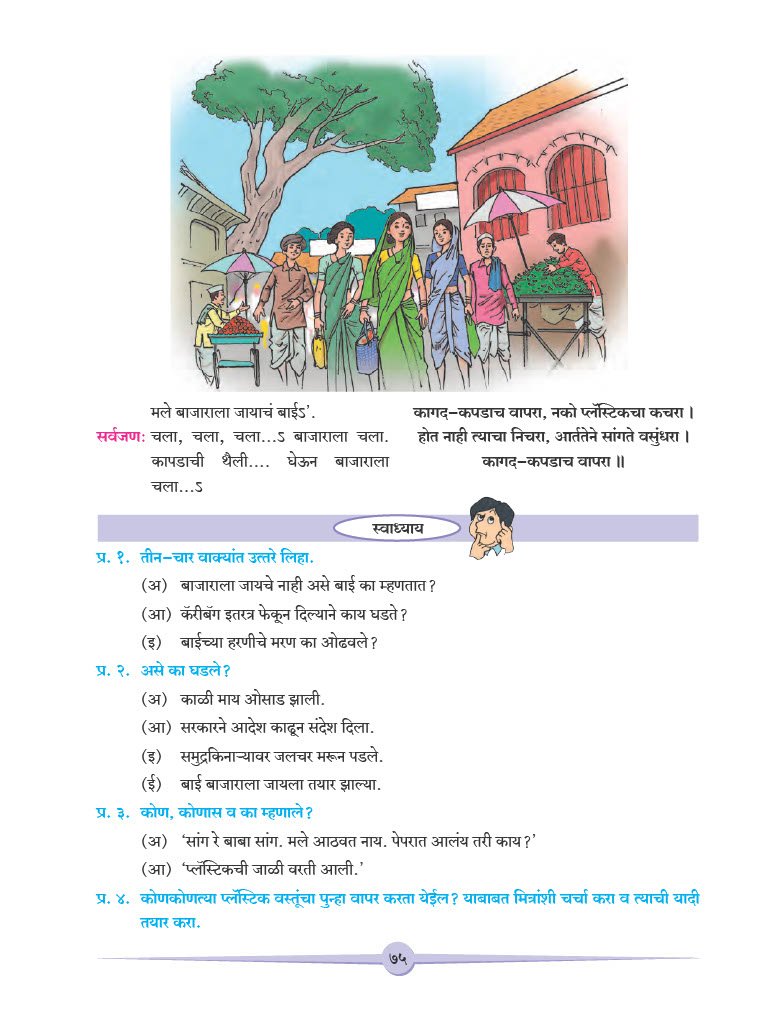 मले बाजाराला जायाचं बाईऽ’.
सर्वजण: चला, चला, चला...ऽ बाजाराला चला.
कापडाची थैली.... घेऊन बाजाराला
चला...ऽ
कागद–कपडाच वापरा, नको प्लॅस्टिकचा कचरा ।
होत नाही त्याचा निचरा, आर्ततेने सांगते वसुंधरा ।
कागद–कपडाच वापरा ॥
स्वाध्याय
प्र. १. तीन–चार वाक्यांत उत्तरे लिहा.
(अ) बाजाराला जायचे नाही असे बाई का म्हणतात?
(आ) कॅरीबॅग इतरत्र फेकून दिल्याने काय घडते?
(इ) बाईच्या हरणीचे मरण का ओढवले?
प्र. २. असे का घडले?
(अ) काळी माय ओसाड झाली.
(आ) सरकारने आदेश काढून संदेश दिला.
(इ) समुद्रकिनाऱ्यावर जलचर मरून पडले.
(ई) बाई बाजाराला जायला तयार झाल्या.
प्र. ३. कोण, कोणास व का म्हणाले?
(अ) ‘सांग रे बाबा सांग. मले आठवत नाय. पेपरात आलंय तरी काय?’
(आ) ‘प्लॅस्टिकची जाळी वरती आली.’
प्र. ४. कोणकोणत्या प्लॅस्टिक वस्तूंचा पुन्हा वापर करता येईल? याबाबत मित्रांशी चर्चा करा व त्याची यादी
तयार करा.
७५